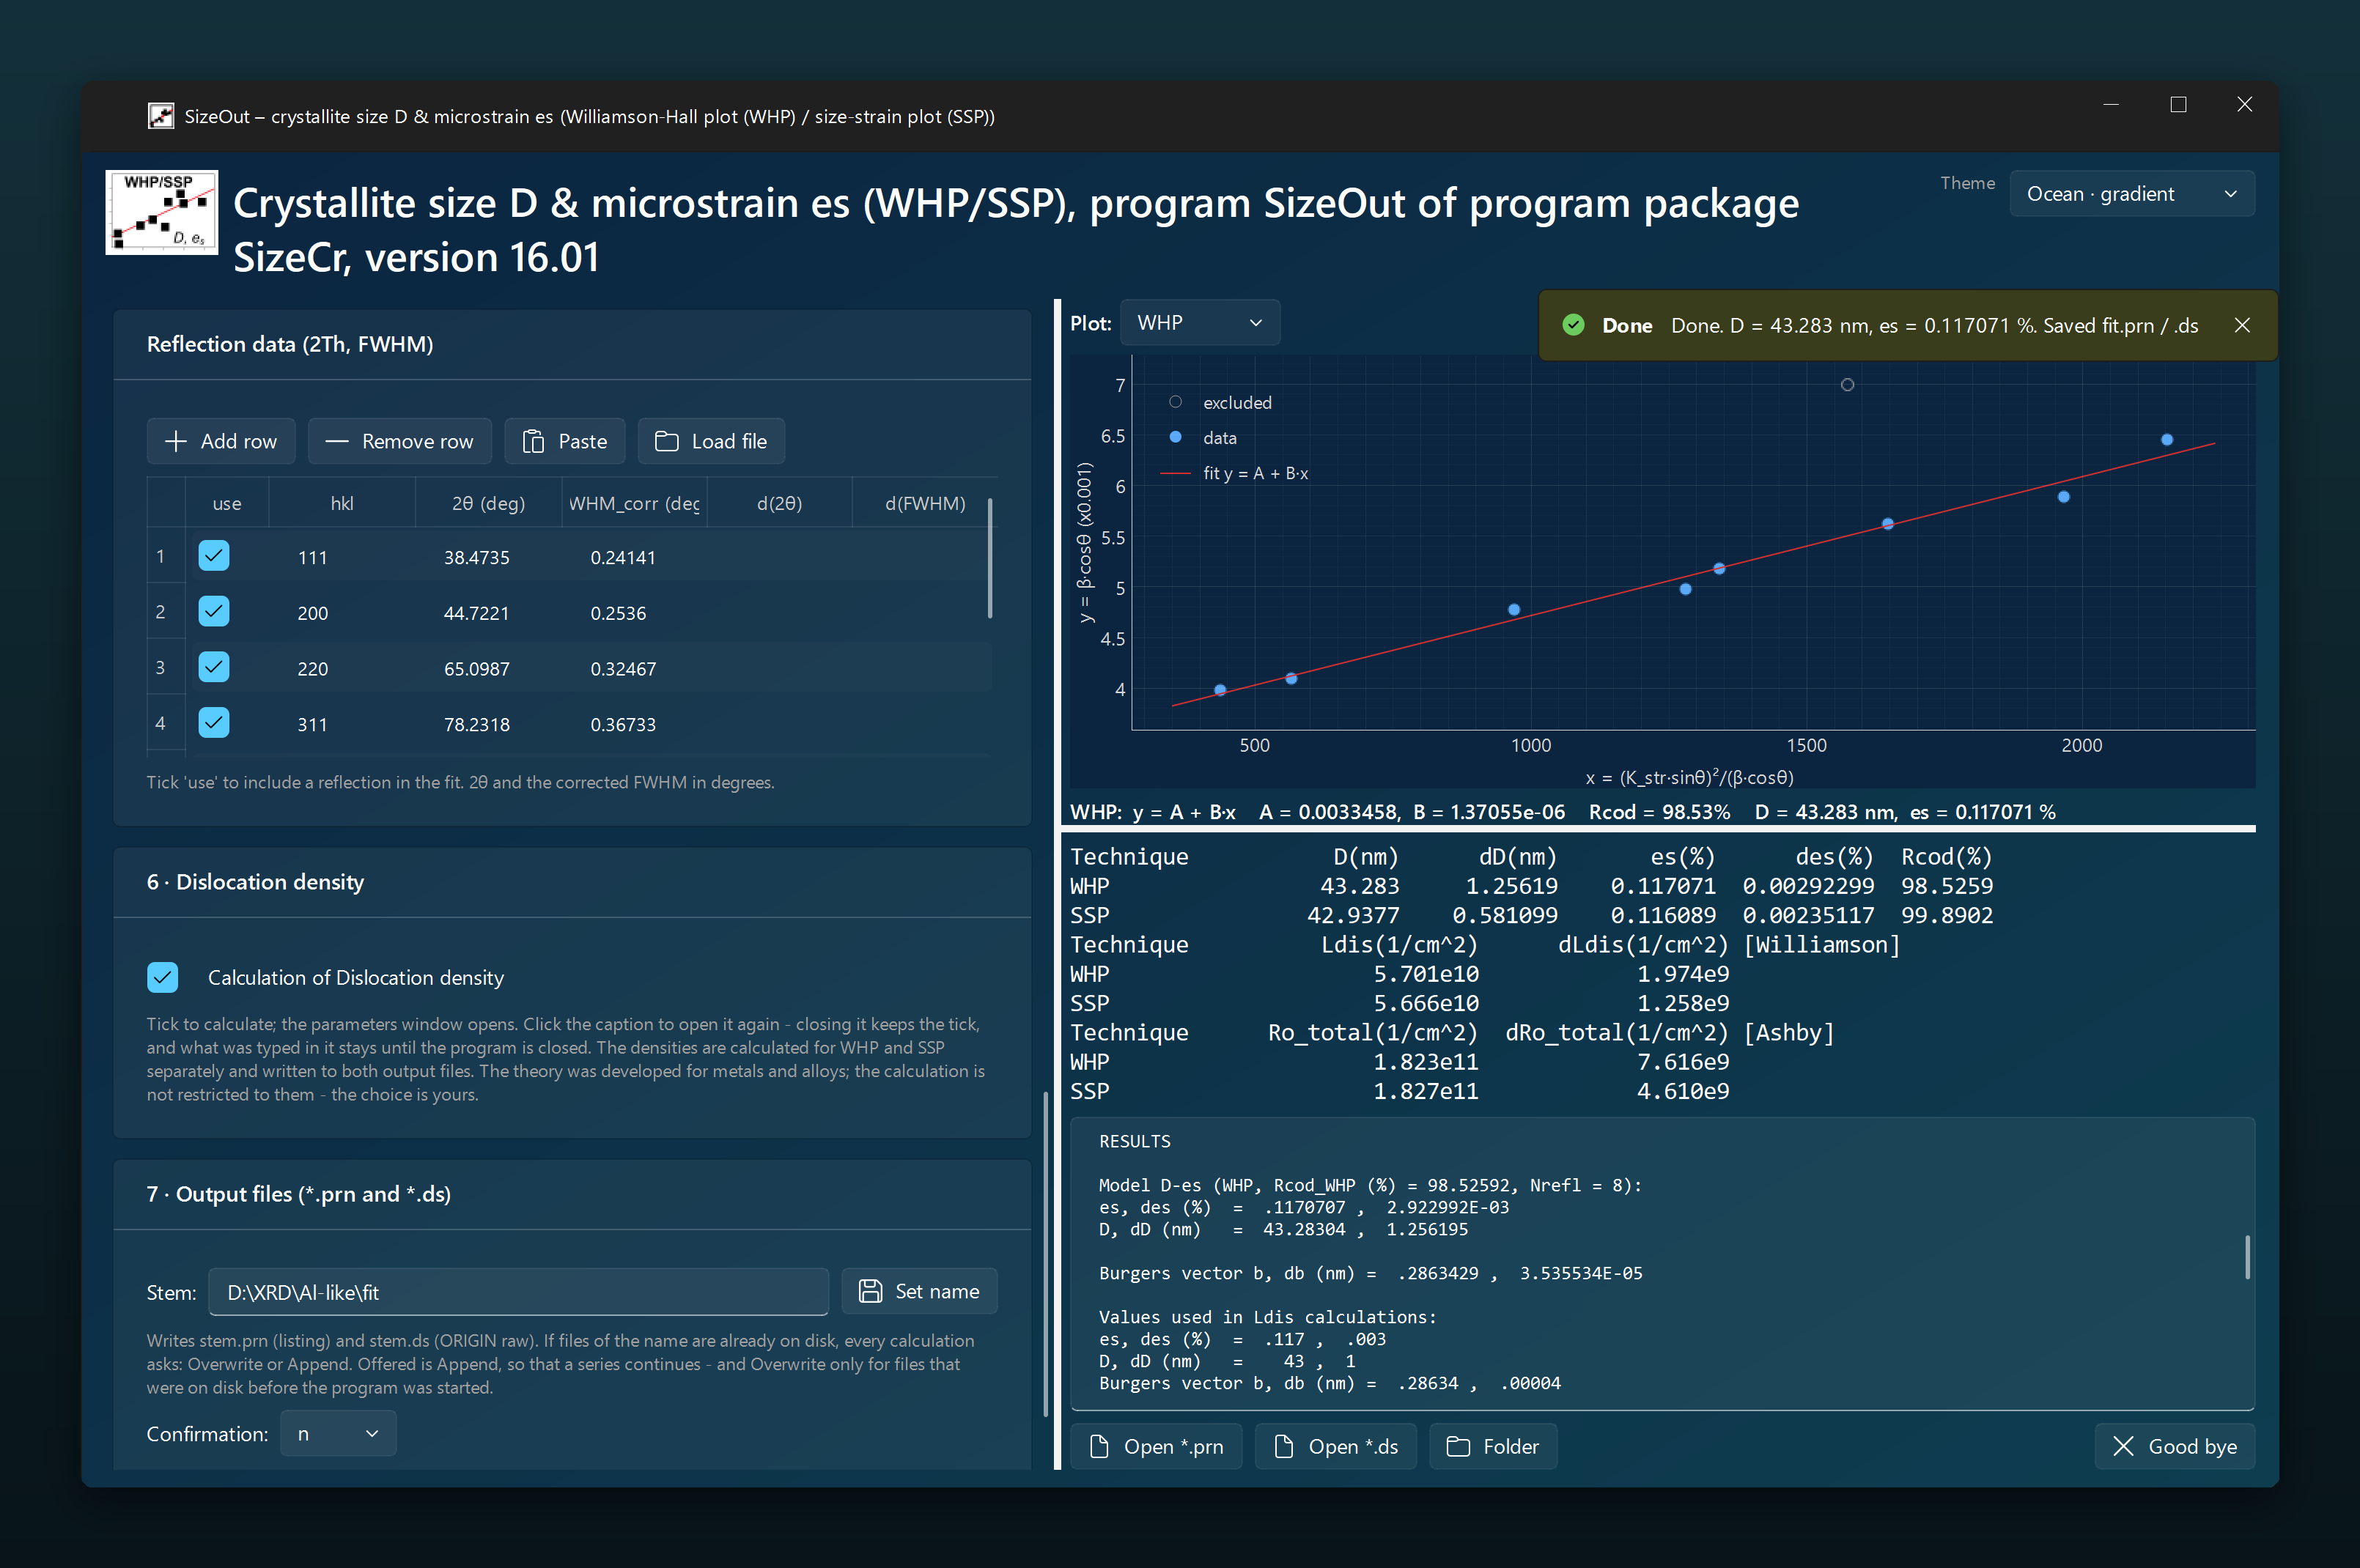 SizeOut – crystallite size D & microstrain es (Williamson-Hall plot (WHP) / size-strain plot (SSP))
WHP/SSP
D, es
Crystallite size D & microstrain es (WHP/SSP), program SizeOut of program package
SizeCr, version 16.01
Theme
Ocean · gradient
Reflection data (2Th, FWHM)
Add row
Remove row
Paste
Load file
use hkl 2θ (deg) WHM_corr (deg d(2θ) d(FWHM)
1 111 38.4735 0.24141
2 200 44.7221 0.2536
3 220 65.0987 0.32467
4 311 78.2318 0.36733
Tick 'use' to include a reflection in the fit. 2θ and the corrected FWHM in degrees.
6 · Dislocation density
Calculation of Dislocation density
Tick to calculate; the parameters window opens. Click the caption to open it again - closing it keeps the tick,
and what was typed in it stays until the program is closed. The densities are calculated for WHP and SSP
separately and written to both output files. The theory was developed for metals and alloys; the calculation is
not restricted to them - the choice is yours.
7 · Output files (*.prn and *.ds)
Stem:
D:\XRD\Al-like\fit
Set name
Writes stem.prn (listing) and stem.ds (ORIGIN raw). If files of the name are already on disk, every calculation
asks: Overwrite or Append. Offered is Append, so that a series continues - and Overwrite only for files that
were on disk before the program was started.
Confirmation:
n
Plot:
WHP
Done Done. D = 43.283 nm, es = 0.117071 %. Saved fit.prn / .ds
excluded
data
fit y = A + B·x
7
6.5
6
5.5
5
4.5
4
y = β·cosθ (x0.001)
500
1000
1500
2000
x = (K_str·sinθ)²/(β·cosθ)
WHP: y = A + B·x A = 0.0033458, B = 1.37055e-06 Rcod = 98.53% D = 43.283 nm, es = 0.117071 %
Technique D(nm) dD(nm) es(%) des(%) Rcod(%)
WHP 43.283 1.25619 0.117071 0.00292299 98.5259
SSP 42.9377 0.581099 0.116089 0.00235117 99.8902
Technique Ldis(1/cm^2) dLdis(1/cm^2) [Williamson]
WHP 5.701e10 1.974e9
SSP 5.666e10 1.258e9
Technique Ro_total(1/cm^2) dRo_total(1/cm^2) [Ashby]
WHP 1.823e11 7.616e9
SSP 1.827e11 4.610e9
RESULTS
Model D-es (WHP, Rcod_WHP (%) = 98.52592, Nrefl = 8):
es, des (%) = .1170707 , 2.922992E-03
D, dD (nm) = 43.28304 , 1.256195
Burgers vector b, db (nm) = .2863429 , 3.535534E-05
Values used in Ldis calculations:
es, des (%) = .117 , .003
D, dD (nm) = 43 , 1
Burgers vector b, db (nm) = .28634 , .00004
Open *.prn
Open *.ds
Folder
Good bye